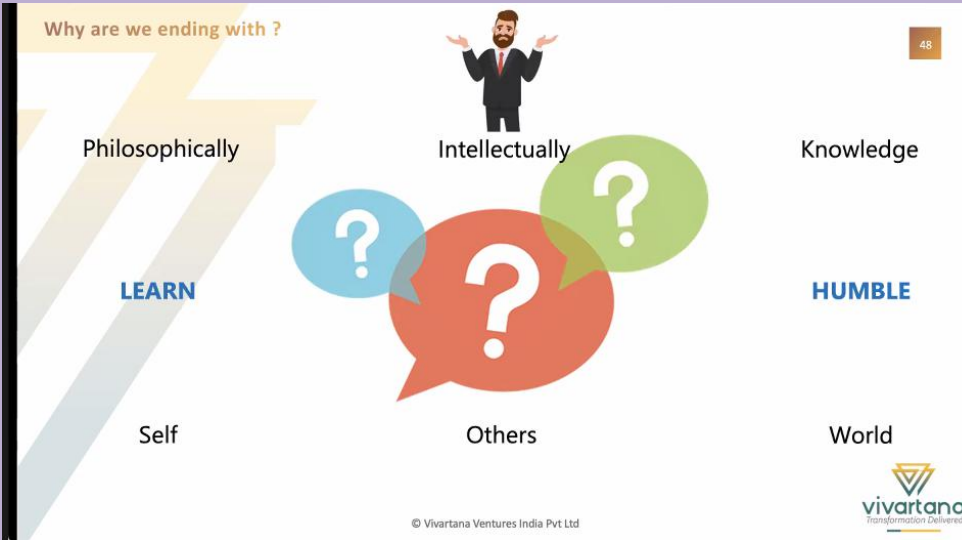 Why are we ending with ?
48
Philosophically
Intellectually
Knowledge
?
?
?
LEARN
HUMBLE
Self
Others
World
vivartana
Transformation Delivered
© Vivartana Ventures India Pvt Ltd